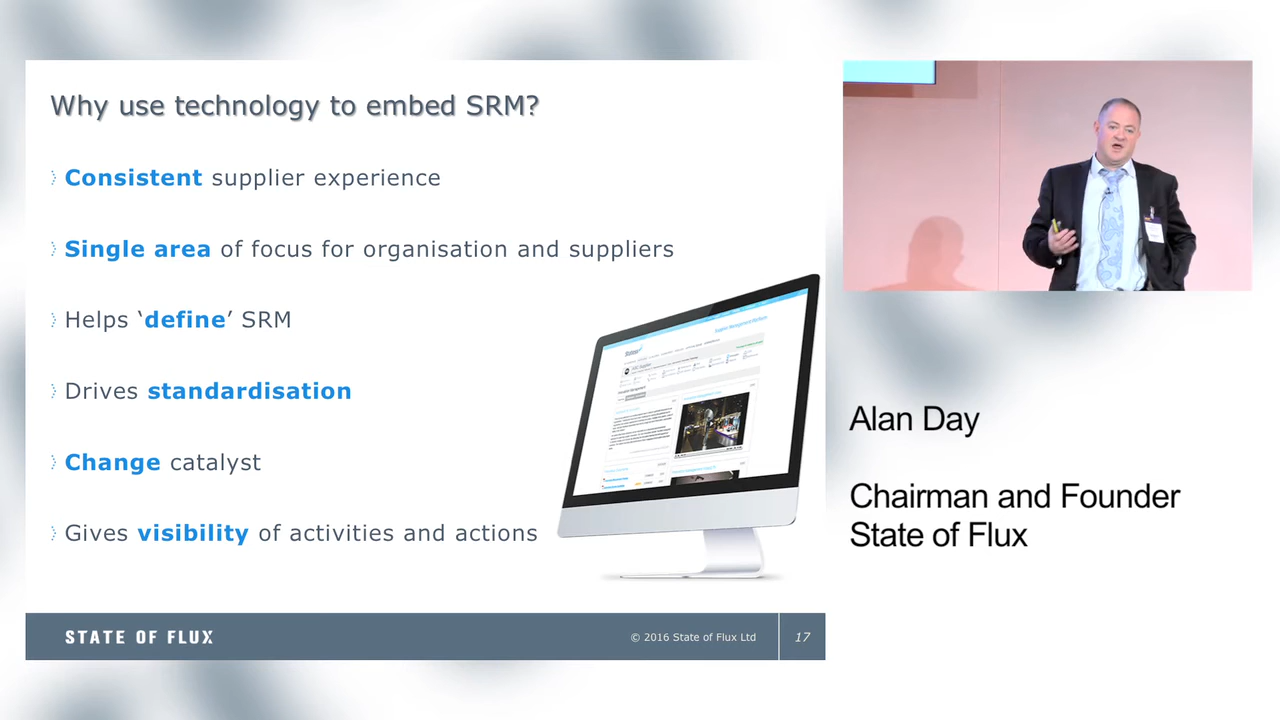 Why use technology to embed SRM?
Consistent supplier experience
Single area of focus for organisation and suppliers
Helps ‘define’ SRM
Drives standardisation
Change catalyst
Gives visibility of activities and actions
STATE OF FLUX
© 2016 State of Flux Ltd
17
Alan Day
Chairman and Founder
State of Flux